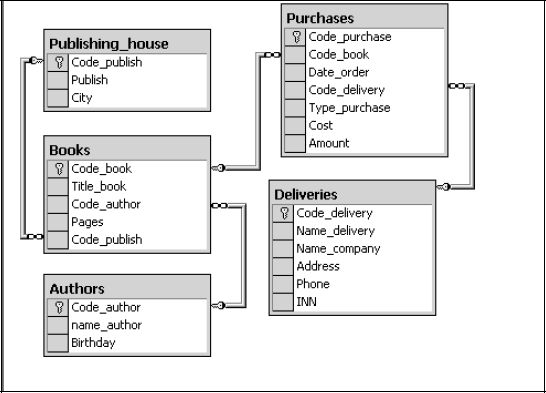 Publishing_house
Code_publish
Publish
City
Books
Code_book
Title_book
Code_author
Pages
Code_publish
Authors
Code_author
name_author
Birthday
Purchases
Code_purchase
Code_book
Date_order
Code_delivery
Type_purchase
Cost
Amount
Deliveries
Code_delivery
Name_delivery
Name_company
Address
Phone
INN